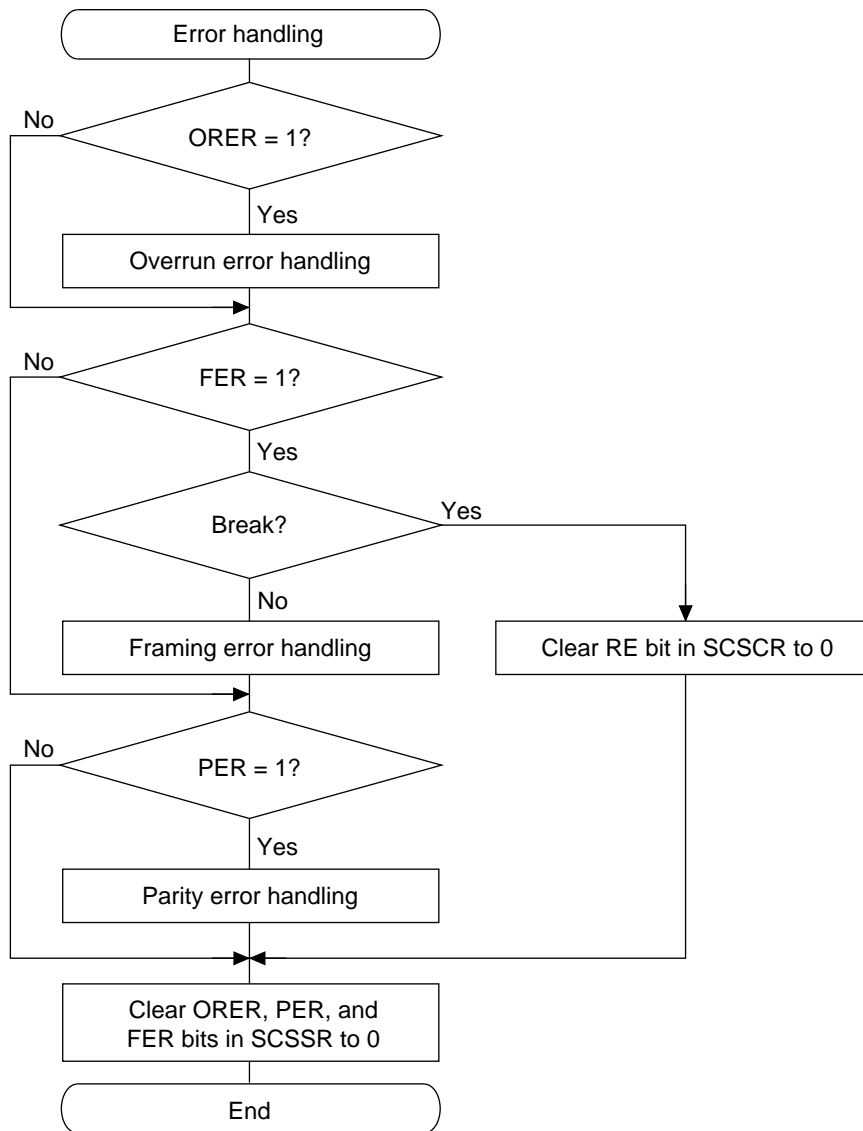 Error handling
No
ORER = 1?
Yes
Overrun error handling
No
FER = 1?
Yes
Break?
Yes
No
Framing error handling
Clear RE bit in SCSCR to 0
No
PER = 1?
Yes
Parity error handling
Clear ORER, PER, and
FER bits in SCSSR to 0
End